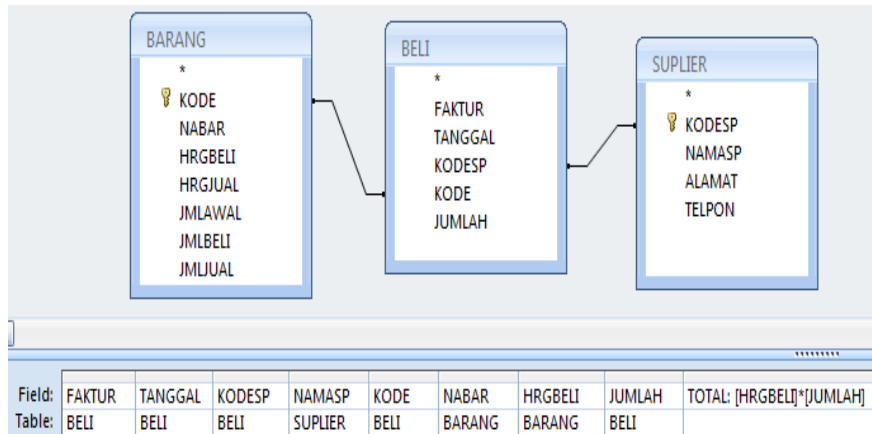 BARANG
*
KODE
NABAR
HRGBELI
HRGJUAL
JMLAWAL
JMLBELI
JMLJUAL
BELI
*
FAKTUR
TANGGAL
KODESP
KODE
JUMLAH
SUPLIER
*
KODESP
NAMASP
ALAMAT
TELPON
Field: FAKTUR TANGGAL KODESP NAMASP KODE NABAR HRGBELI JUMLAH TOTAL: [HRGBELI]*[JUMLAH]
Table: BELI BELI BELI SUPLIER BELI BARANG BARANG BELI